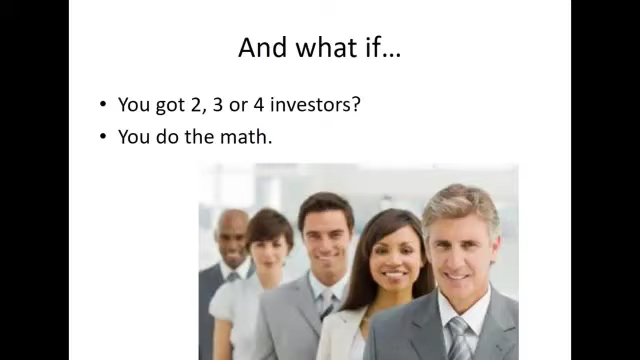 And what if…
• You got 2, 3 or 4 investors?
• You do the math.